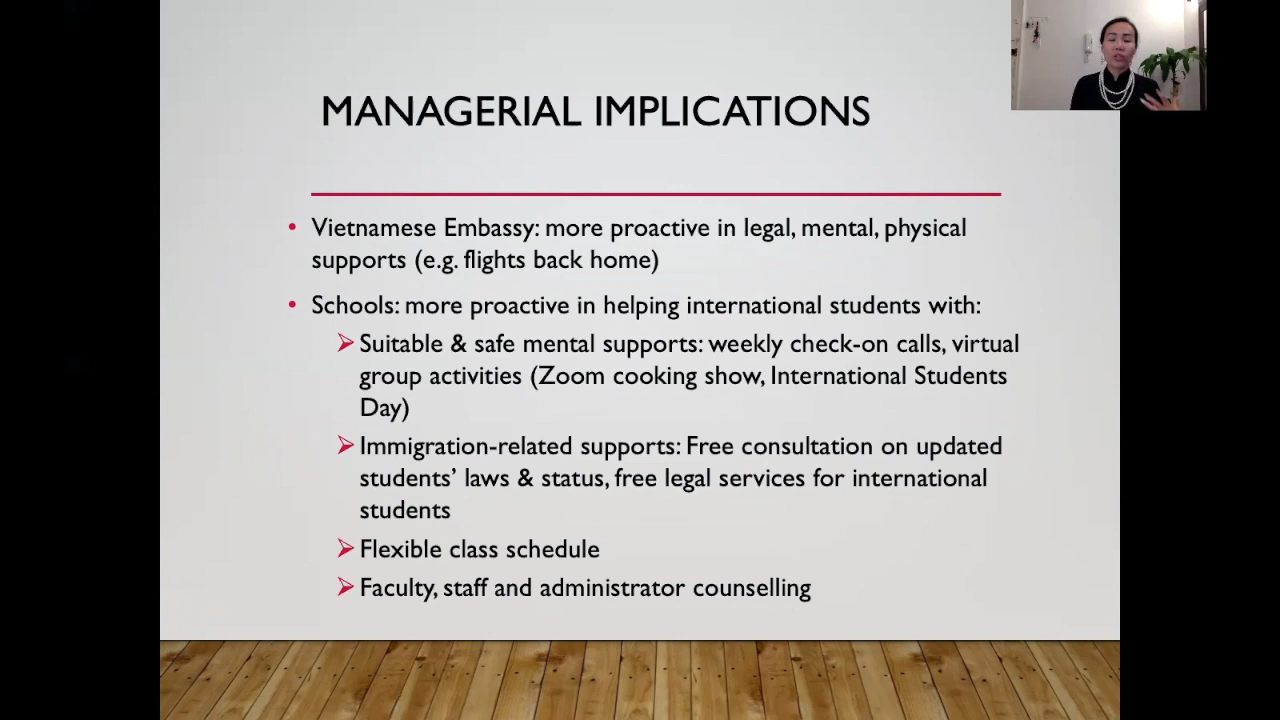 MANAGERIAL IMPLICATIONS
• Vietnamese Embassy: more proactive in legal, mental, physical
supports (e.g. flights back home)
• Schools: more proactive in helping international students with:
➢ Suitable & safe mental supports: weekly check-on calls, virtual
group activities (Zoom cooking show, International Students
Day)
➢ Immigration-related supports: Free consultation on updated
students’ laws & status, free legal services for international
students
➢ Flexible class schedule
➢ Faculty, staff and administrator counselling